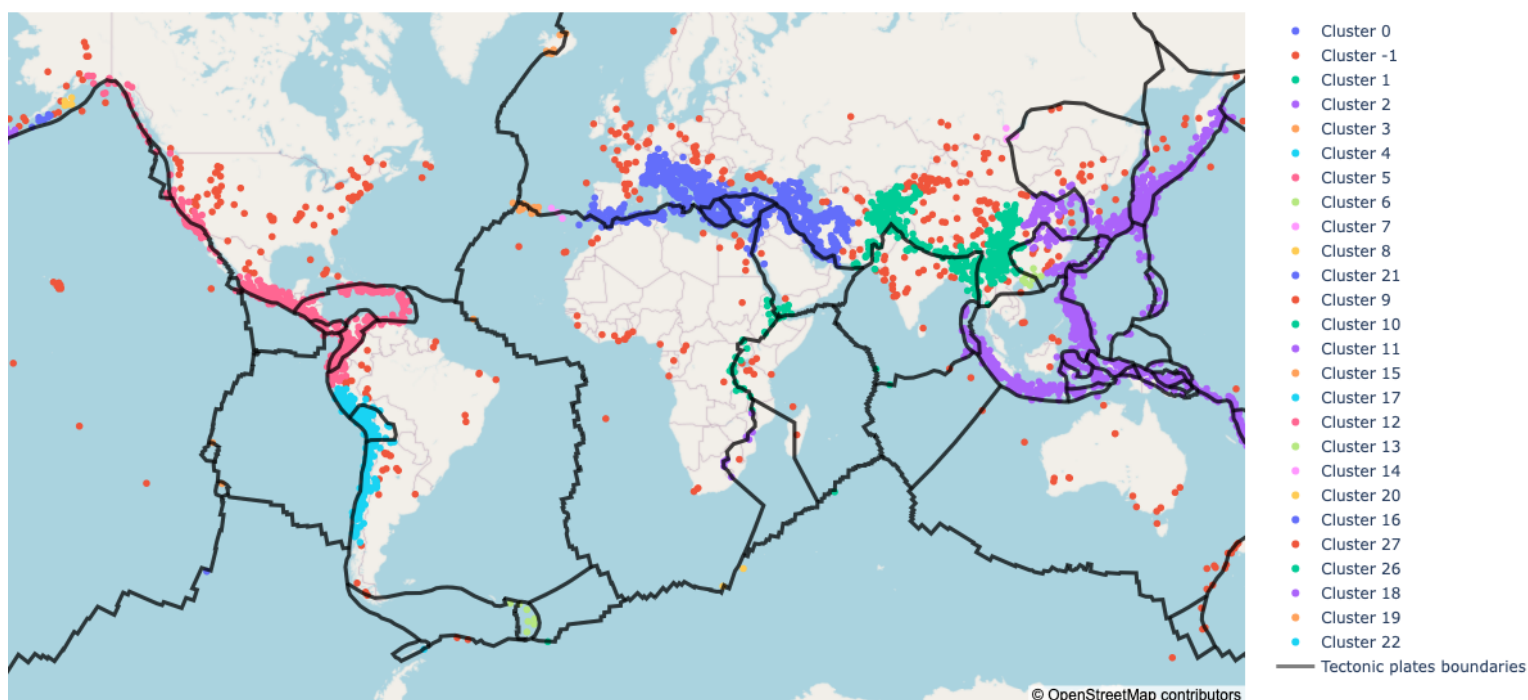 Cluster 0
Cluster -1
Cluster 1
Cluster 2
Cluster 3
Cluster 4
Cluster 5
Cluster 6
Cluster 7
Cluster 8
Cluster 21
Cluster 9
Cluster 10
Cluster 11
Cluster 15
Cluster 17
Cluster 12
Cluster 13
Cluster 14
Cluster 20
Cluster 16
Cluster 27
Cluster 26
Cluster 18
Cluster 19
Cluster 22
Tectonic plates boundaries
© OpenStreetMap contributors